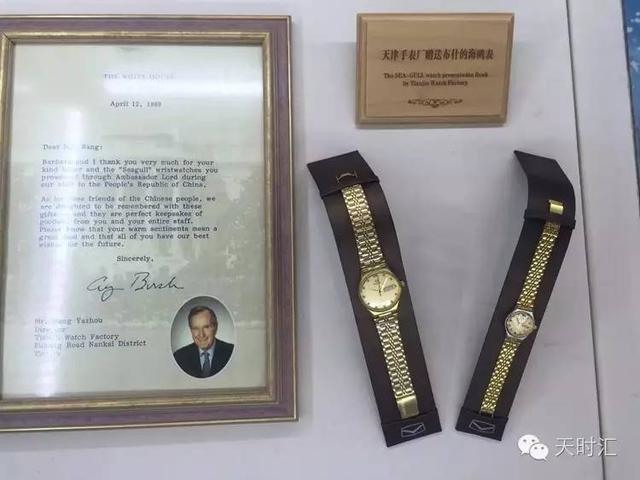 THE WHITE HOUSE
April 12, 1989
Dear Mr. Wang:
Barbara and I thank you very much for your
kind letter and the "Seagull" wristwatches you
presented through Ambassador Lord during
our visit to the People's Republic of China.
As longtime friends of the Chinese people, we
are delighted to be remembered with these
gifts -- and they are perfect keepsakes of
goodwill from you and your entire staff.
Please know that your warm sentiments mean a
great deal and that all of you have our best
wishes for the future.
Sincerely,
Mr. Wang Yazhou
Director
Watch Factory
Road Nankai District
天津手表厂赠送布什的海鸥表
The SEA-GULL watch presentation Bush
by Tianjin Watch Factory
天时汇